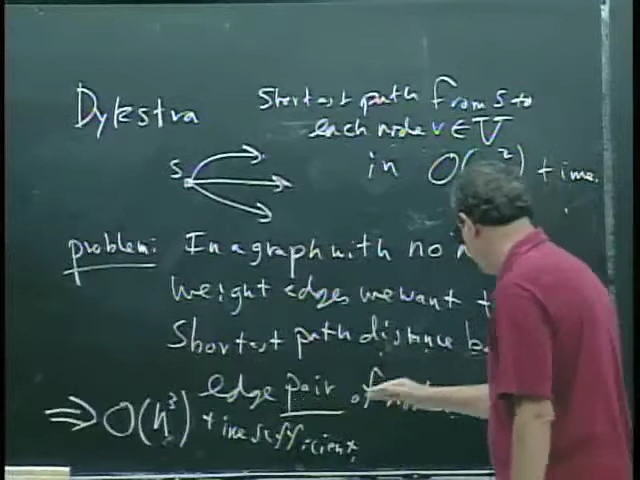 Dykstra
Shortest path from s to
each node v ∈ V
S
in O( 2) + ime.
problem: In a graph with no
weight edges we want
Shortest path distance b
edge pair of
⇒ O(n³) time sufficient